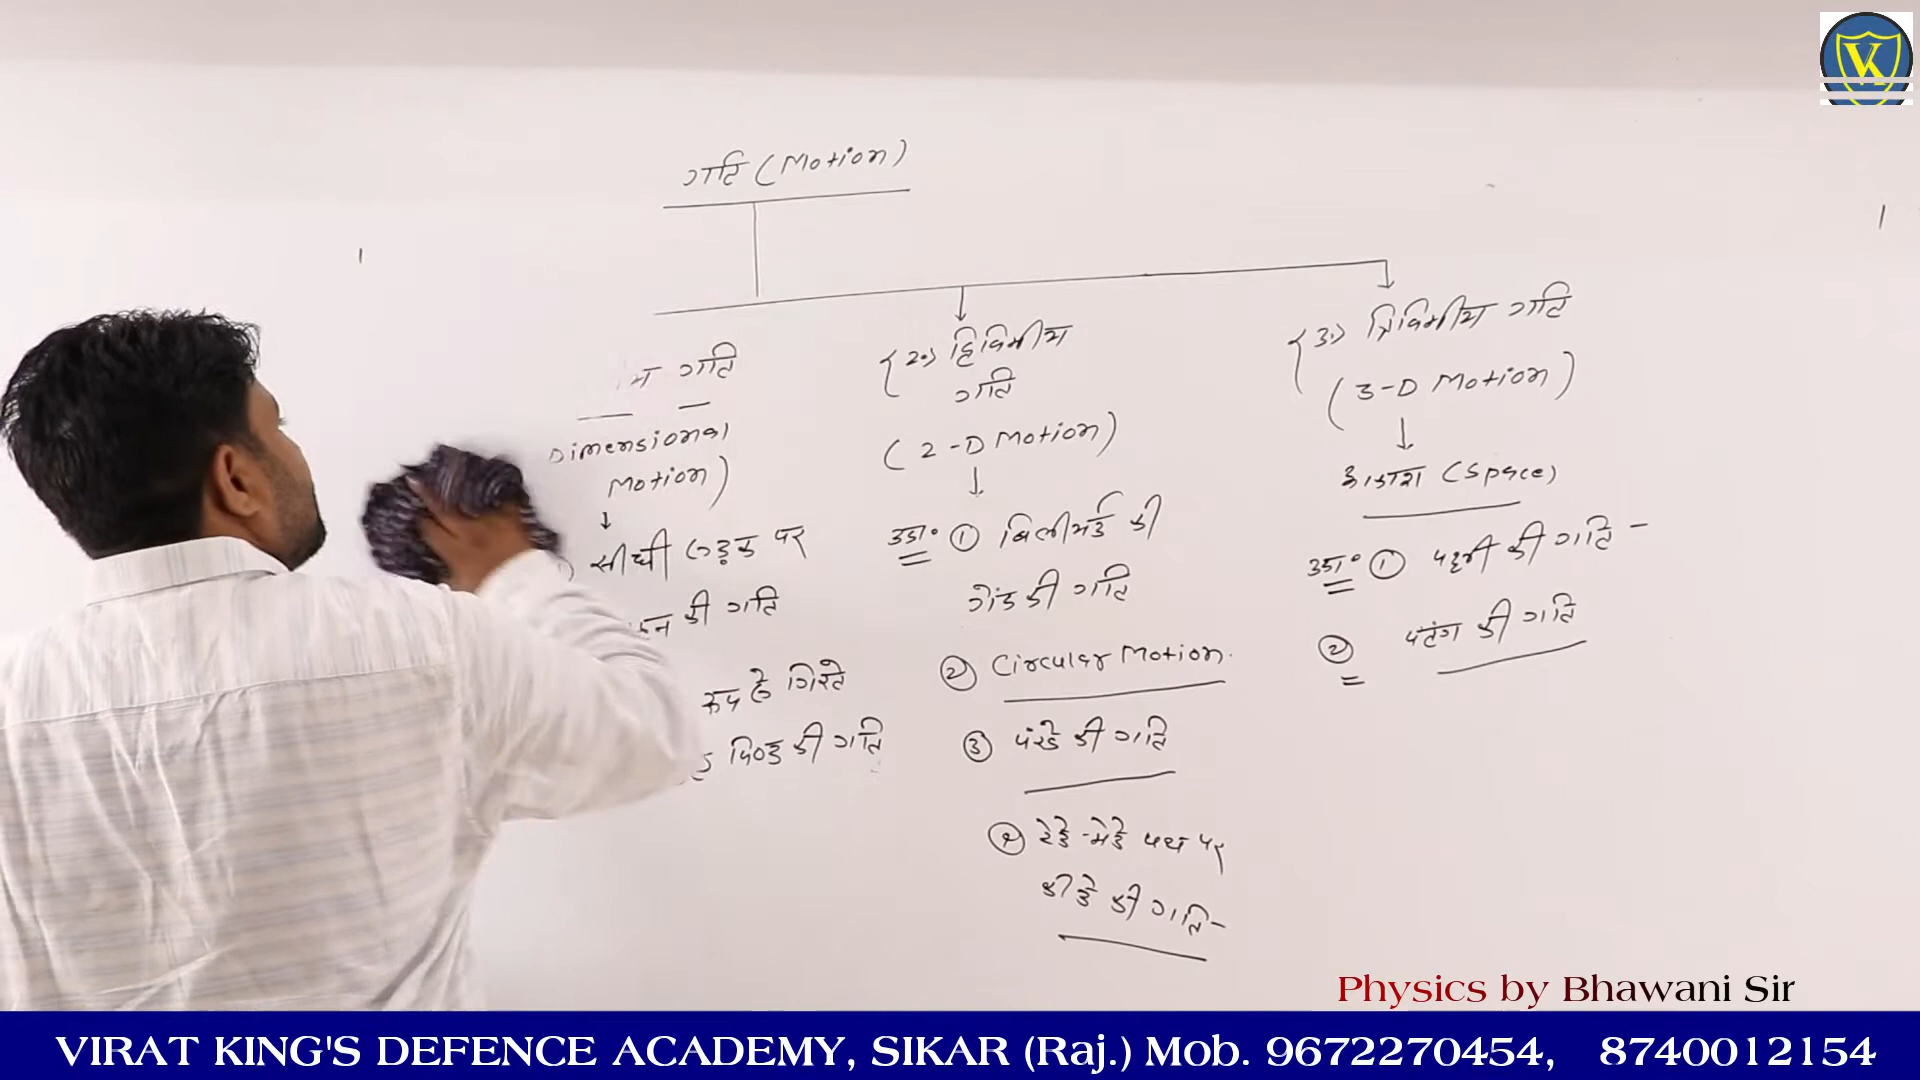 गति (Motion)
म गति
Dimensional
Motion)
↓
सीधी सड़क पर
की गति
रूप से गिरते
पिण्ड की गति
{2.} द्विविमीय
गति
(2-D Motion)
↓
उदा° ① बिलीयर्ड की
गेंद की गति
② Circular Motion.
③ पंखे की गति
④ टेडे-मेडे पथ पर
कीडे की गति-
{3.} त्रिविमीय गति
(3-D Motion)
↓
आकाश (Space)
उदा° ① पक्षी की गति -
② पतंग की गति
VK
Physics by Bhawani Sir
VIRAT KING'S DEFENCE ACADEMY, SIKAR (Raj.) Mob. 9672270454, 8740012154